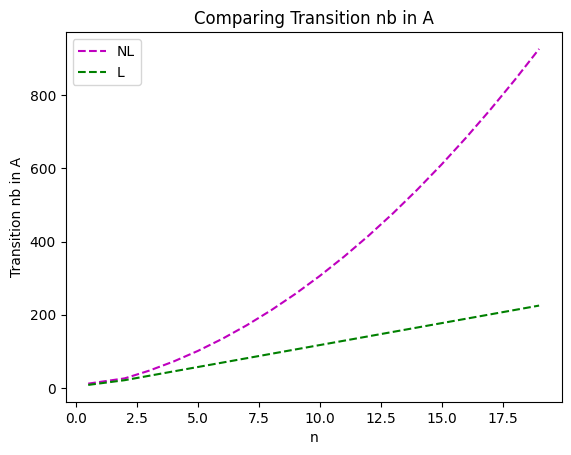 Comparing Transition nb in A
NL
L
Transition nb in A
800
600
400
200
0
0.0 2.5 5.0 7.5 10.0 12.5 15.0 17.5
n